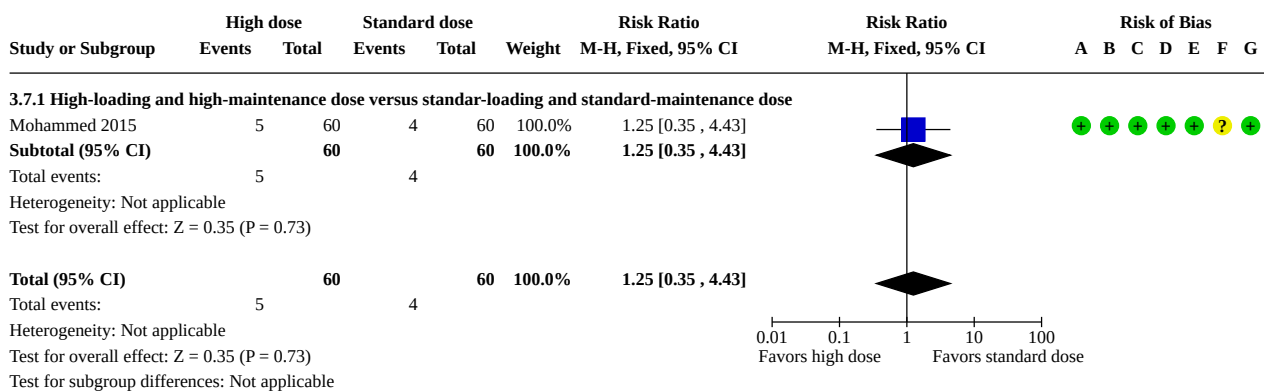 High dose Standard dose Risk Ratio Risk Ratio Risk of Bias
Study or Subgroup Events Total Events Total Weight M-H, Fixed, 95% CI M-H, Fixed, 95% CI A B C D E F G
3.7.1 High-loading and high-maintenance dose versus standar-loading and standard-maintenance dose
Mohammed 2015 5 60 4 60 100.0% 1.25 [0.35 , 4.43] + + + + + ? +
Subtotal (95% CI) 60 60 100.0% 1.25 [0.35 , 4.43]
Total events: 5 4
Heterogeneity: Not applicable
Test for overall effect: Z = 0.35 (P = 0.73)
Total (95% CI) 60 60 100.0% 1.25 [0.35 , 4.43]
Total events: 5 4
Heterogeneity: Not applicable 0.01 0.1 1 10 100
Test for overall effect: Z = 0.35 (P = 0.73) Favors high dose Favors standard dose
Test for subgroup differences: Not applicable